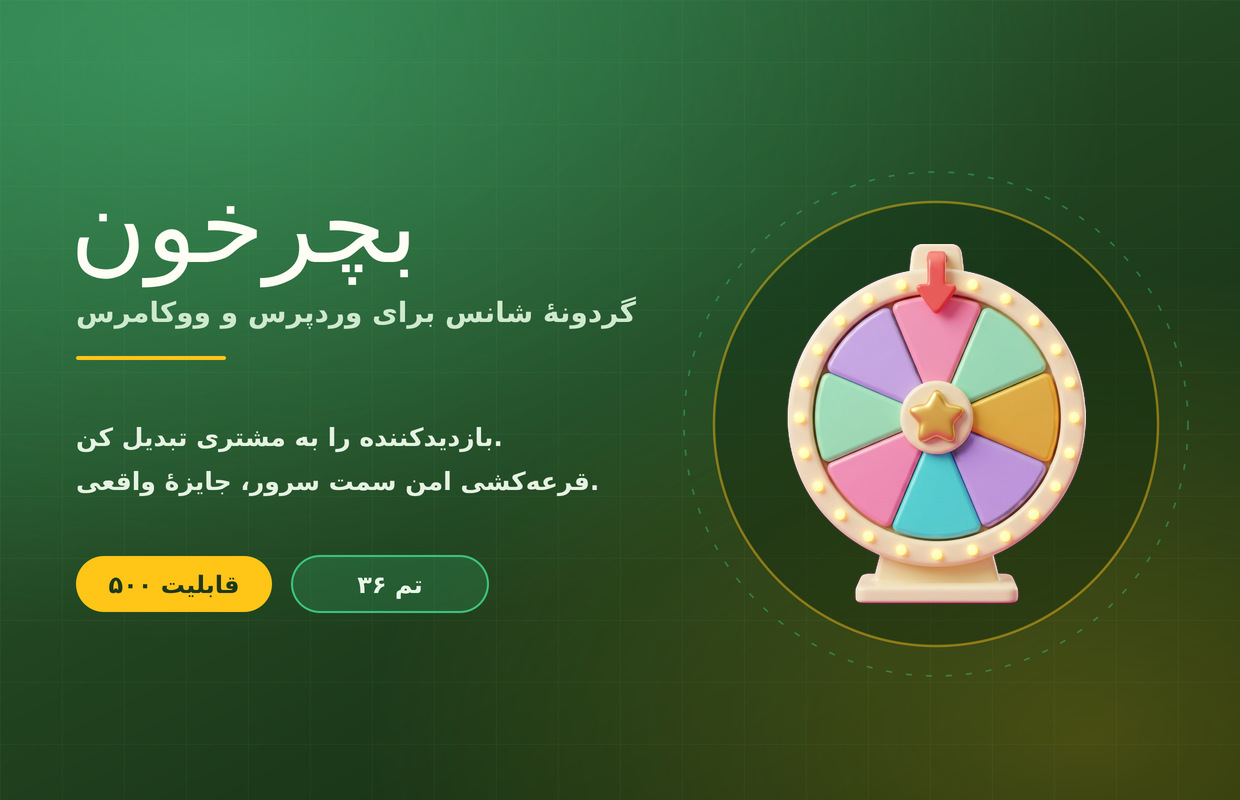 بچرخون
گردونهٔ شانس برای وردپرس و ووکامرس
بازدیدکننده را به مشتری تبدیل کن.
قرعه‌کشی امن سمت سرور، جایزهٔ واقعی.
۵۰۰ قابلیت
۳۶ تم